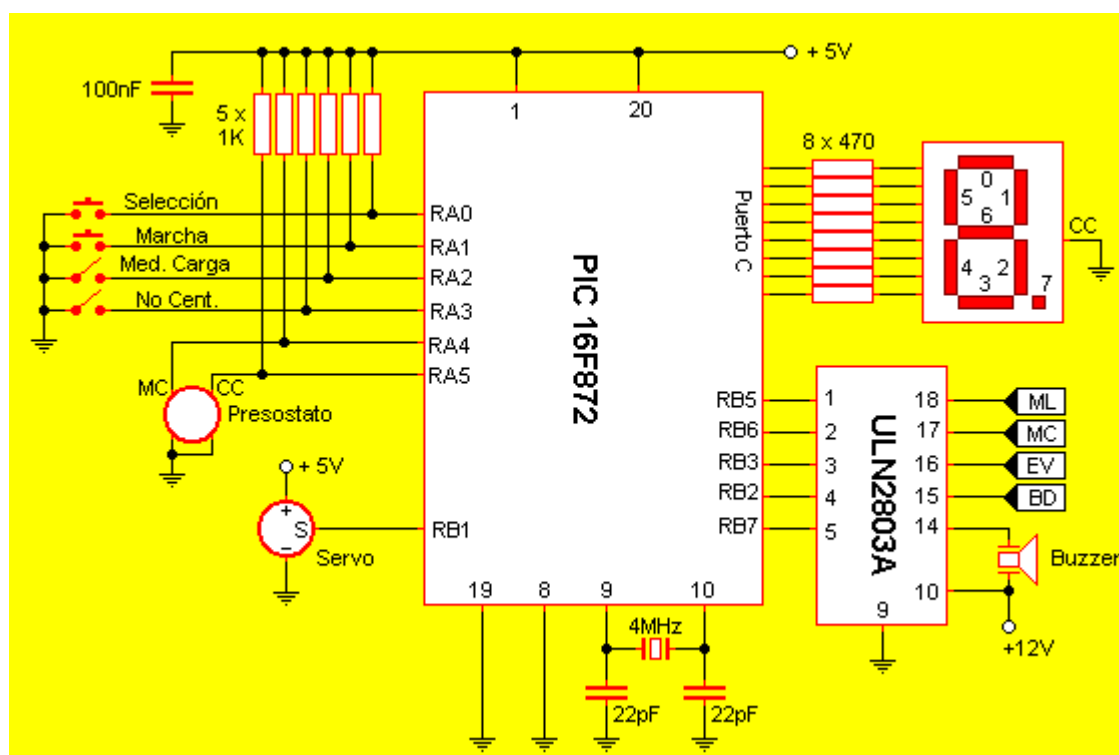 + 5V
100nF
5 x
1K
1
20
8 x 470
Selección
RA0
Marcha
RA1
Med. Carga
RA2
No Cent.
RA3
RA4
MC
CC
RA5
Presostato
PIC 16F872
Puerto C
0
5
1
6
4
2
3
7
CC
+ 5V
+
S
−
Servo
RB1
RB5
RB6
RB3
RB2
RB7
1
2
3
4
5
ULN2803A
18
17
16
15
14
10
9
ML
MC
EV
BD
Buzzer
+12V
19
8
9
10
4MHz
22pF
22pF